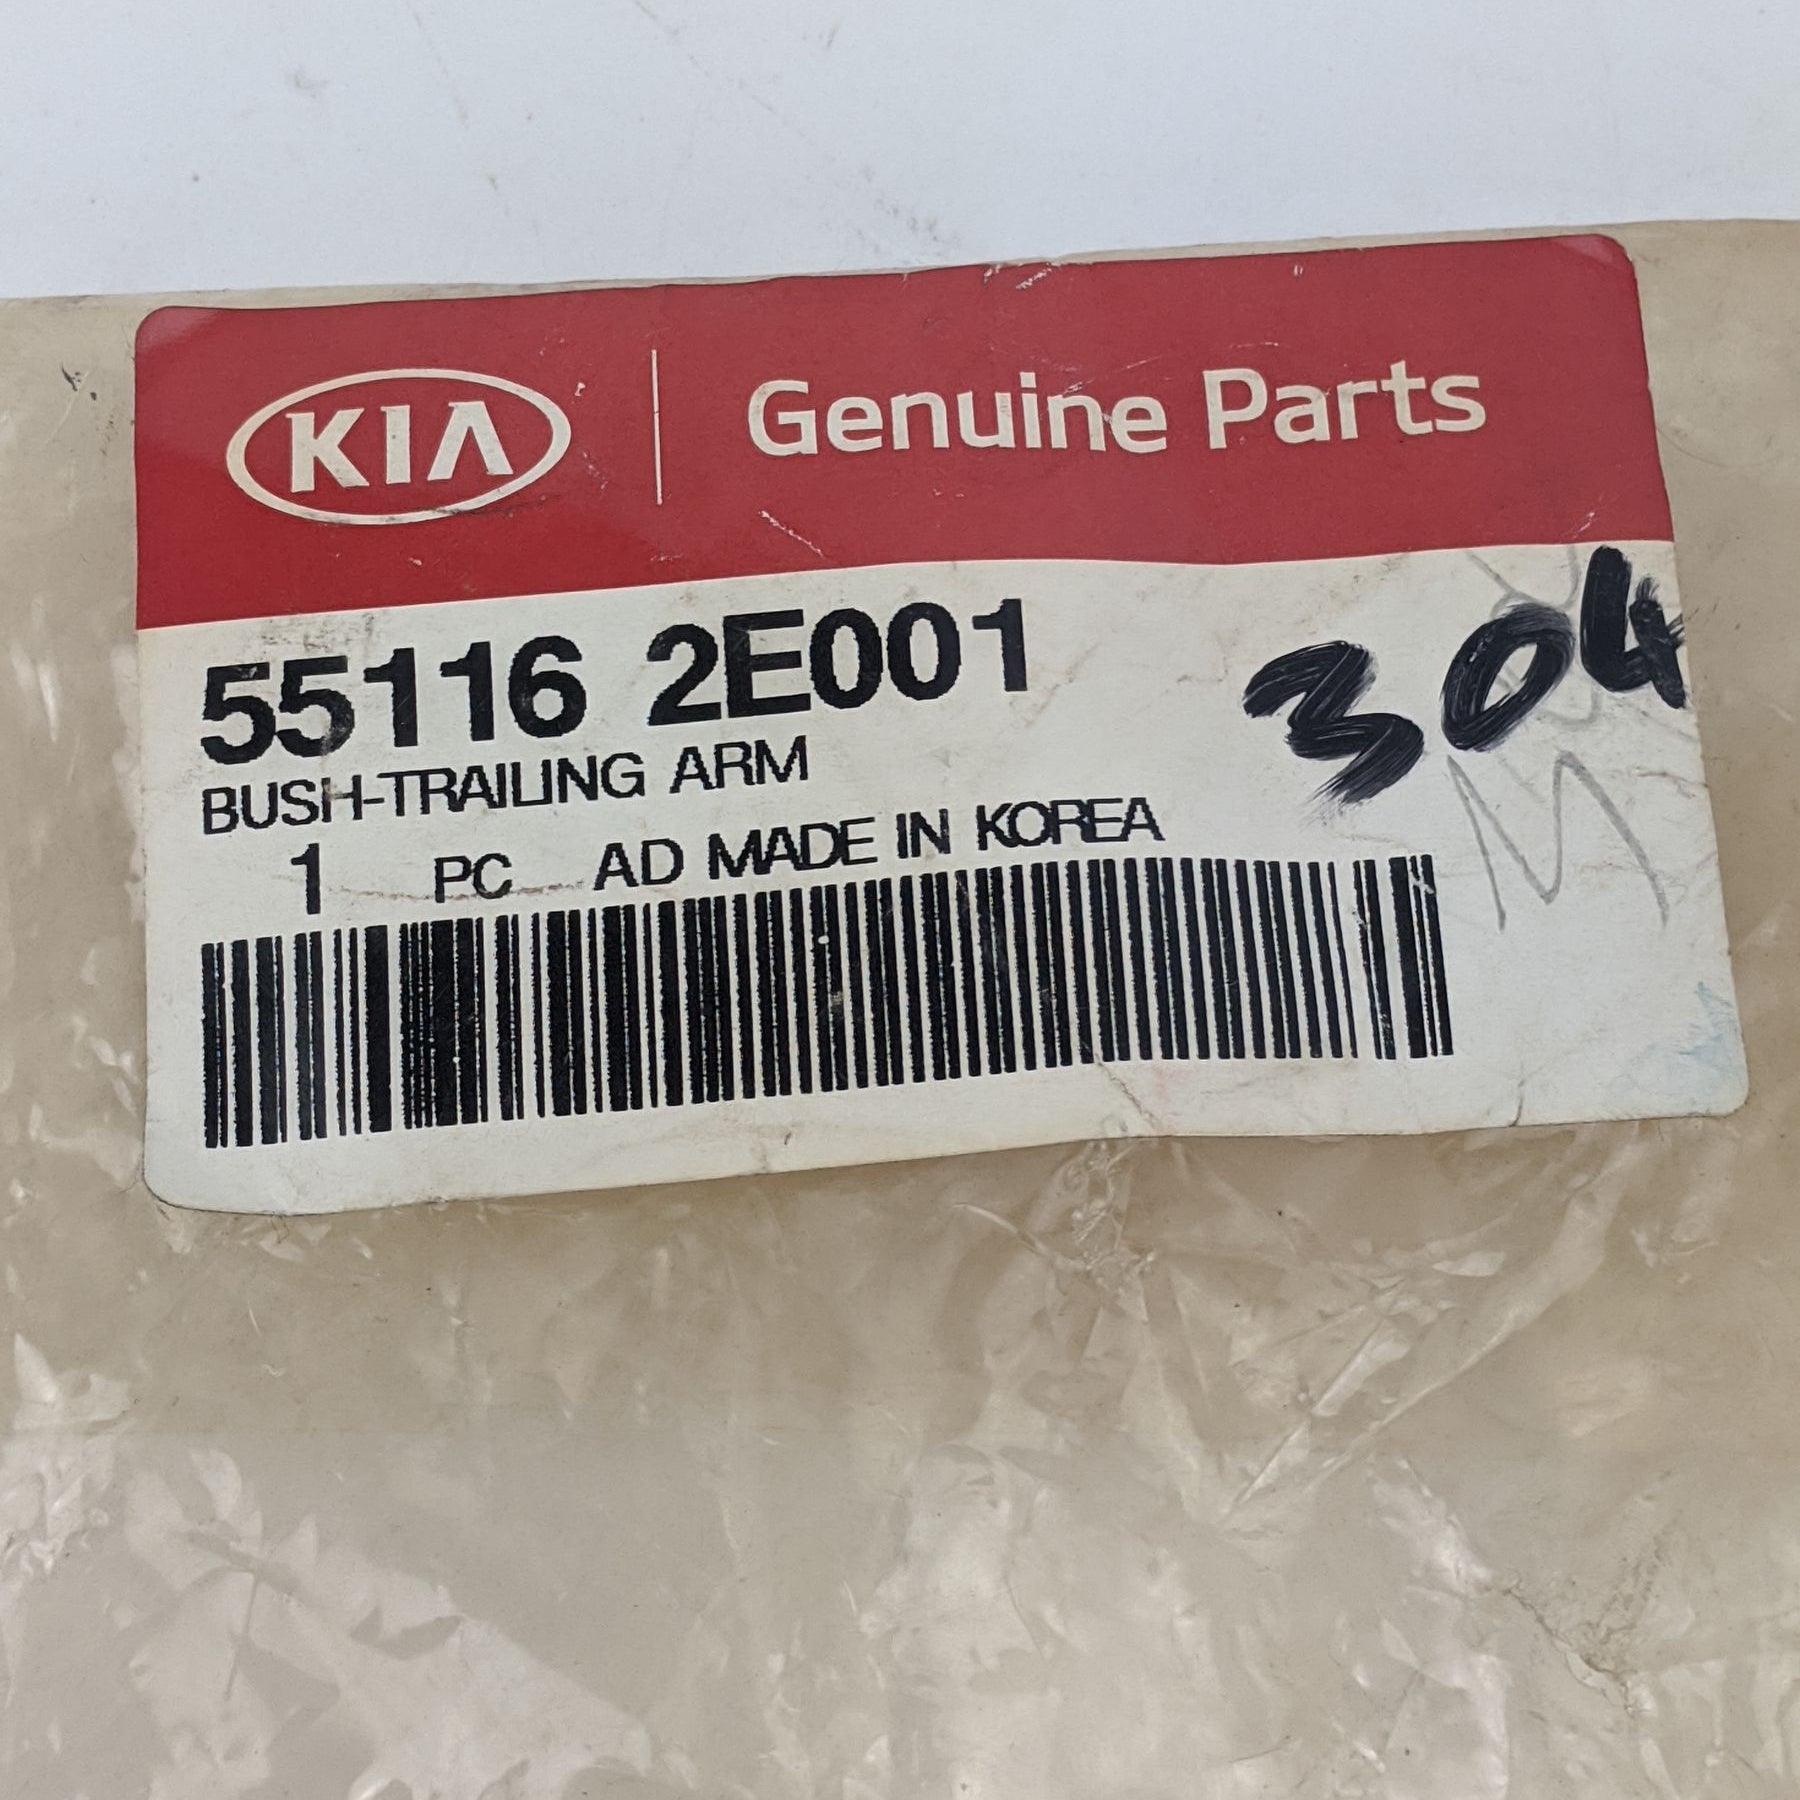 KIA Genuine Parts
55116 2E001
304
BUSH-TRAILING ARM
1 PC AD MADE IN KOREA